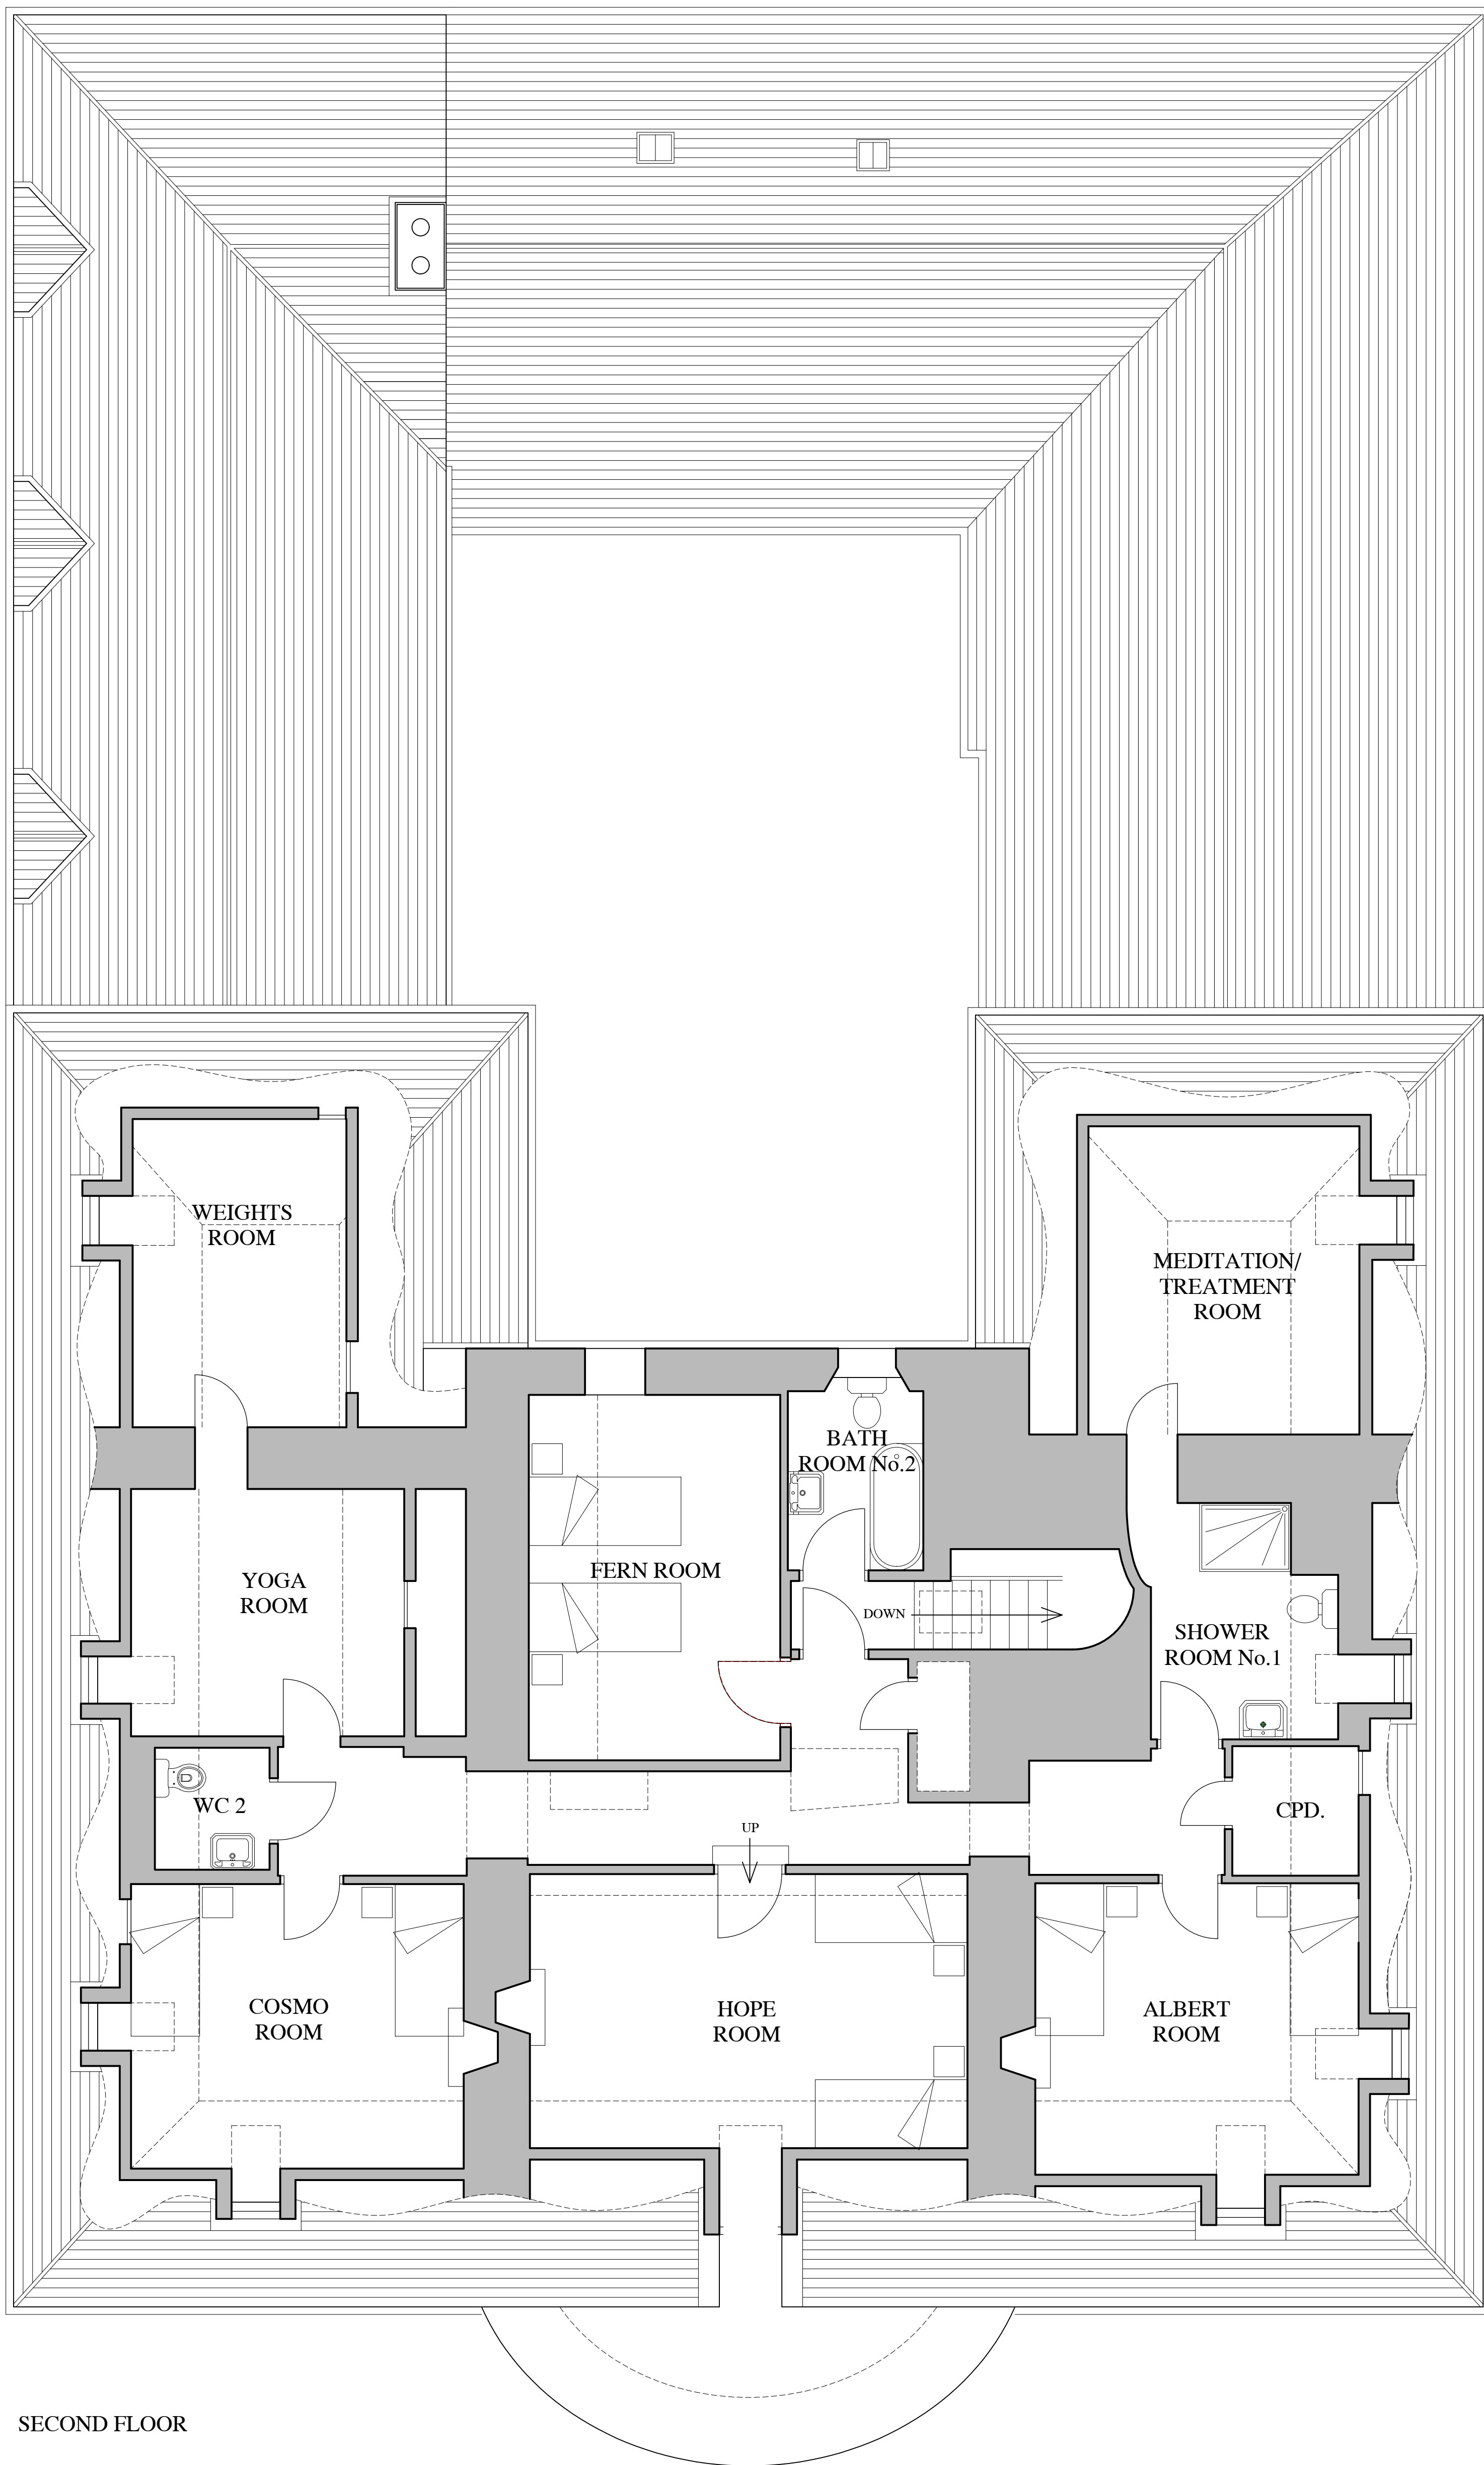 WEIGHTS
ROOM
MEDITATION/
TREATMENT
ROOM
BATH
ROOM No.2
FERN ROOM
YOGA
ROOM
DOWN
SHOWER
ROOM No.1
WC 2
CPD.
UP
COSMO
ROOM
HOPE
ROOM
ALBERT
ROOM
SECOND FLOOR